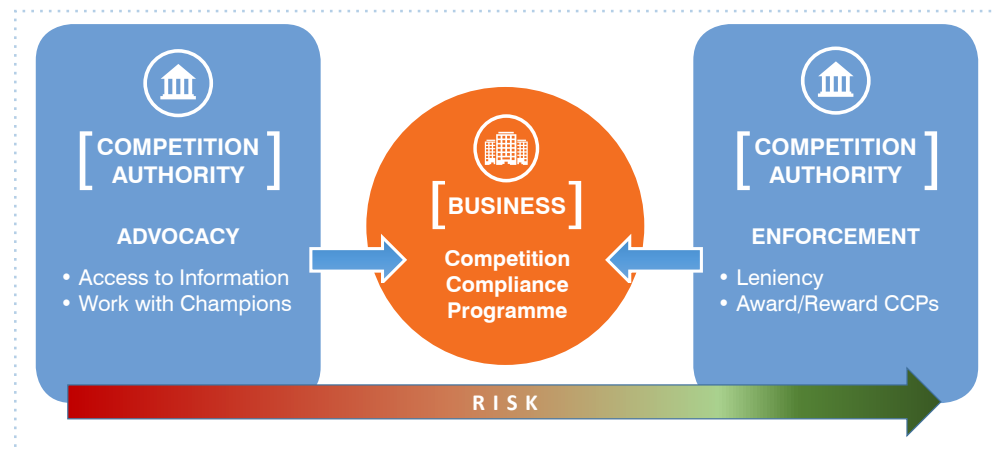 [COMPETITION
AUTHORITY]
ADVOCACY
• Access to Information
• Work with Champions
[BUSINESS]
Competition
Compliance
Programme
[COMPETITION
AUTHORITY]
ENFORCEMENT
• Leniency
• Award/Reward CCPs
RISK